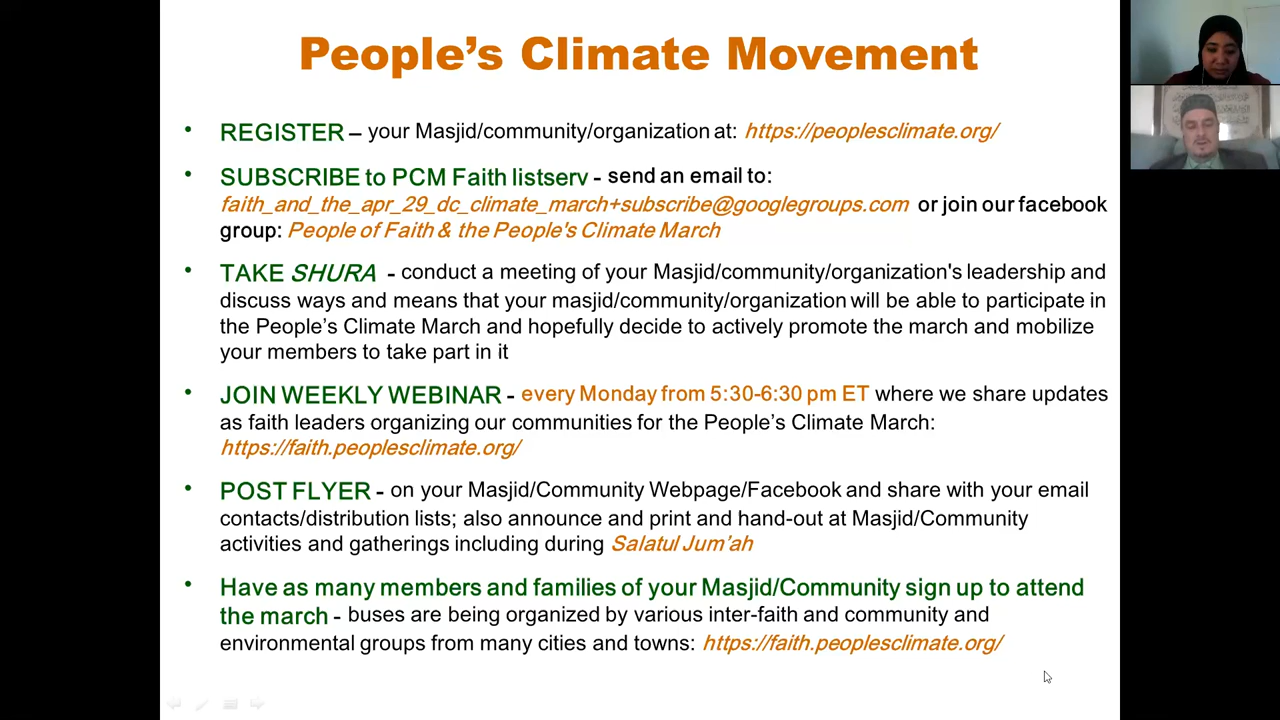 People's Climate Movement
• REGISTER – your Masjid/community/organization at: https://peoplesclimate.org/
• SUBSCRIBE to PCM Faith listserv - send an email to:
faith_and_the_apr_29_dc_climate_march+subscribe@googlegroups.com or join our facebook
group: People of Faith & the People's Climate March
• TAKE SHURA - conduct a meeting of your Masjid/community/organization's leadership and
discuss ways and means that your masjid/community/organization will be able to participate in
the People's Climate March and hopefully decide to actively promote the march and mobilize
your members to take part in it
• JOIN WEEKLY WEBINAR - every Monday from 5:30-6:30 pm ET where we share updates
as faith leaders organizing our communities for the People's Climate March:
https://faith.peoplesclimate.org/
• POST FLYER - on your Masjid/Community Webpage/Facebook and share with your email
contacts/distribution lists; also announce and print and hand-out at Masjid/Community
activities and gatherings including during Salatul Jum'ah
• Have as many members and families of your Masjid/Community sign up to attend
the march - buses are being organized by various inter-faith and community and
environmental groups from many cities and towns: https://faith.peoplesclimate.org/